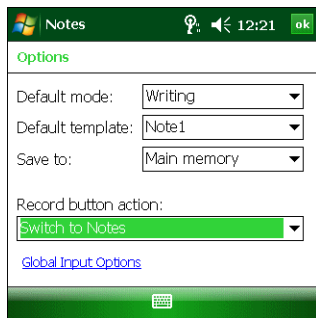 Notes 12:21 ok
Options
Default mode: Writing
Default template: Note1
Save to: Main memory
Record button action:
Switch to Notes
Global Input Options